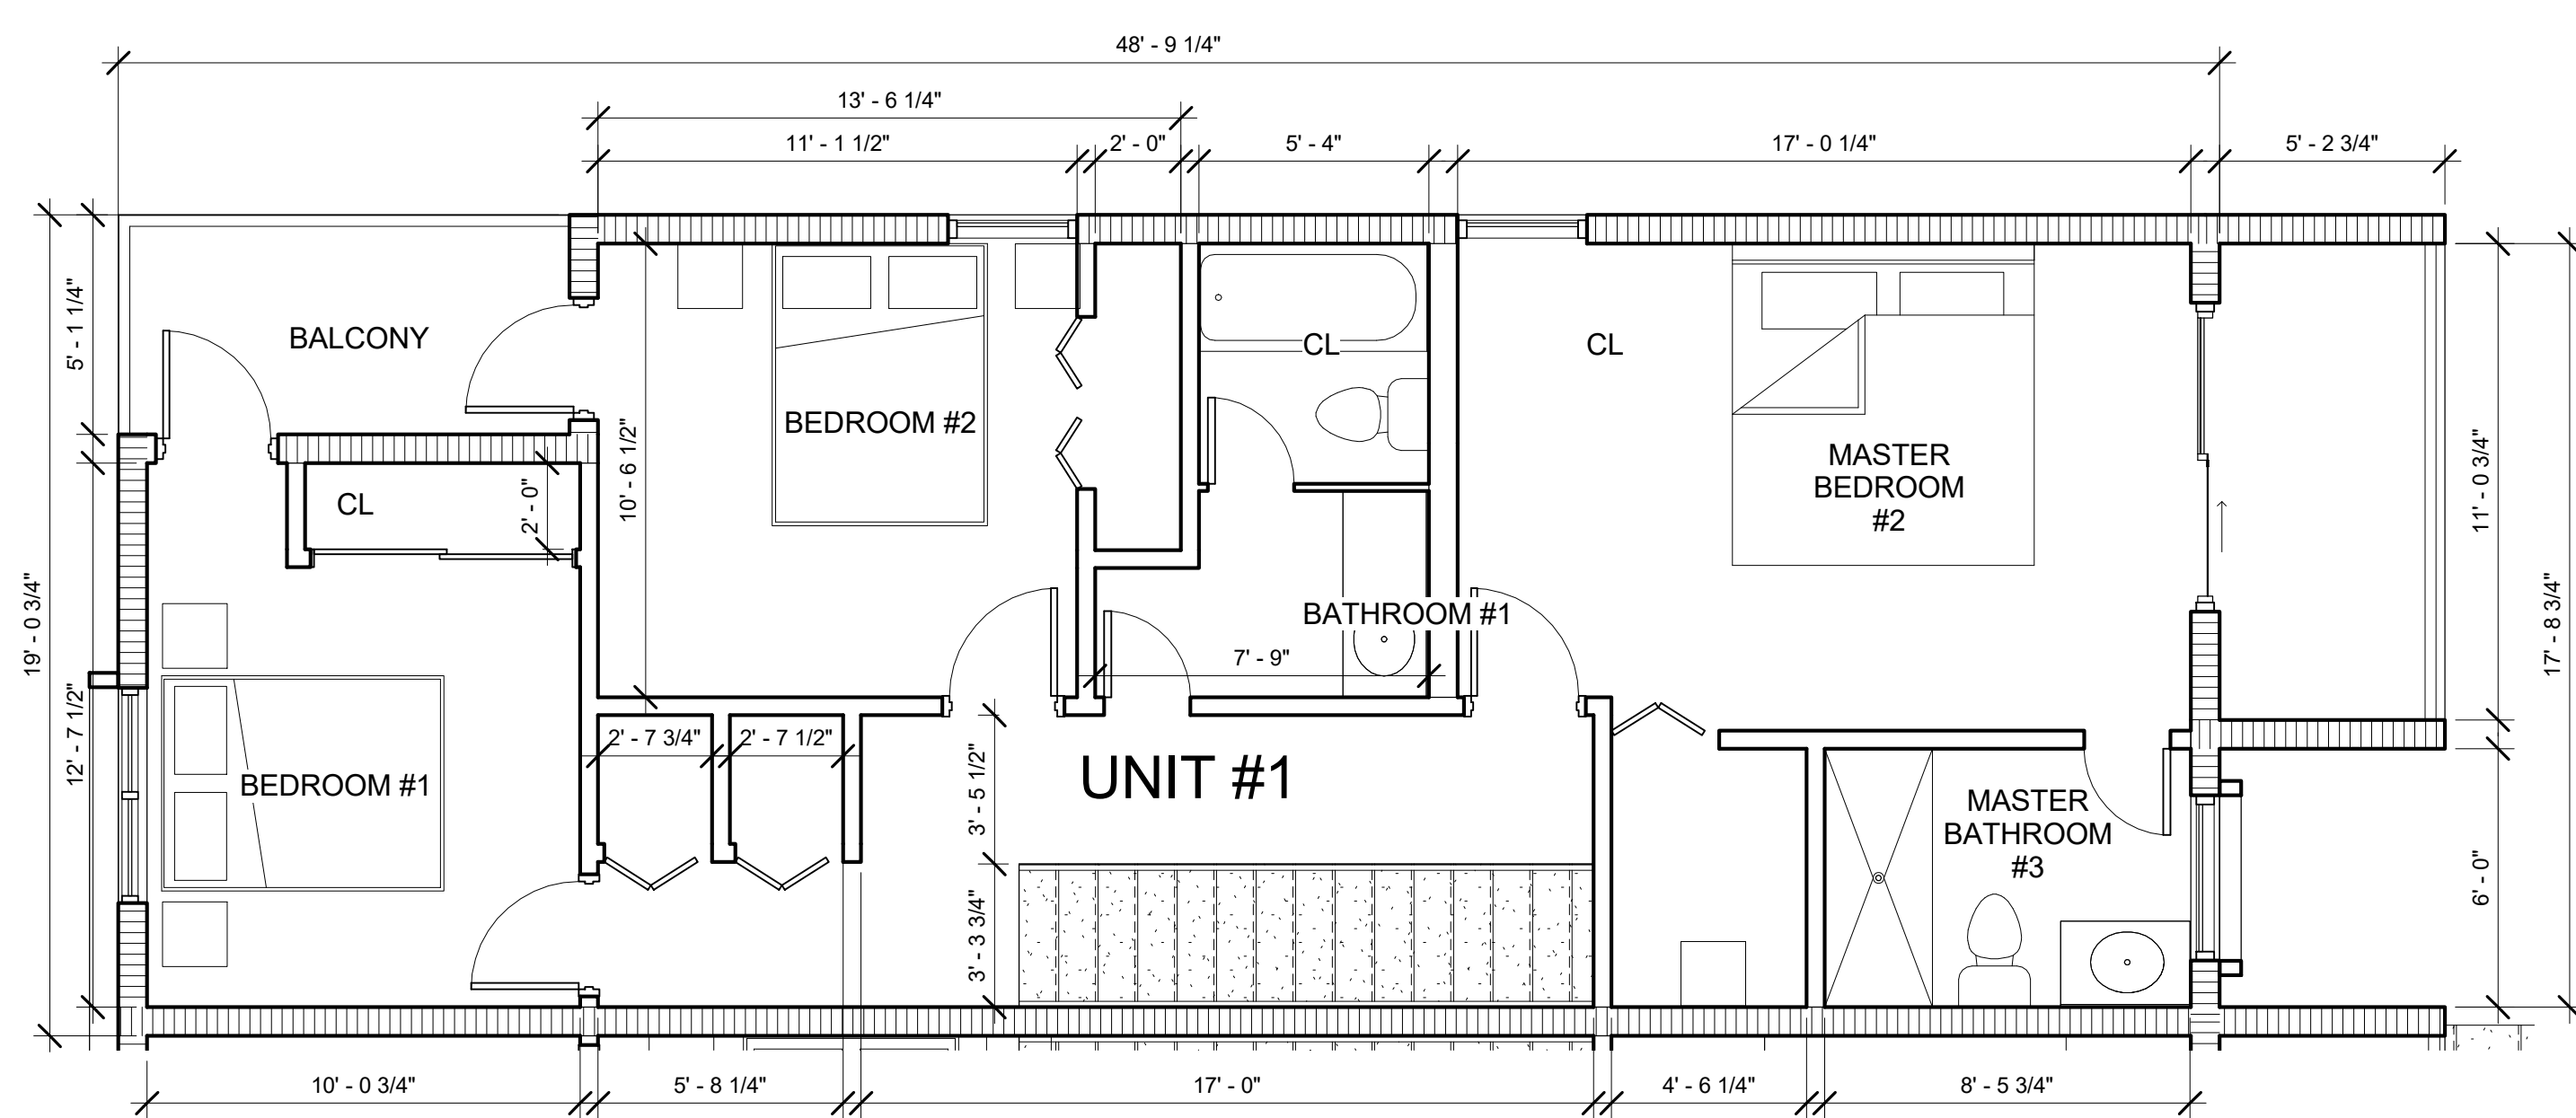 48' - 9 1/4"
13' - 6 1/4"
11' - 1 1/2"
2' - 0"
5' - 4"
17' - 0 1/4"
5' - 2 3/4"
5' - 1 1/4"
BALCONY
CL
CL
BEDROOM #2
10' - 6 1/2"
MASTER
BEDROOM
#2
11' - 0 3/4"
CL
2' - 0"
19' - 0 3/4"
BATHROOM #1
17' - 8 3/4"
7' - 9"
12' - 7 1/2"
2' - 7 3/4"
2' - 7 1/2"
BEDROOM #1
3' - 5 1/2"
UNIT #1
MASTER
BATHROOM
#3
6' - 0"
3' - 3 3/4"
10' - 0 3/4"
5' - 8 1/4"
17' - 0"
4' - 6 1/4"
8' - 5 3/4"